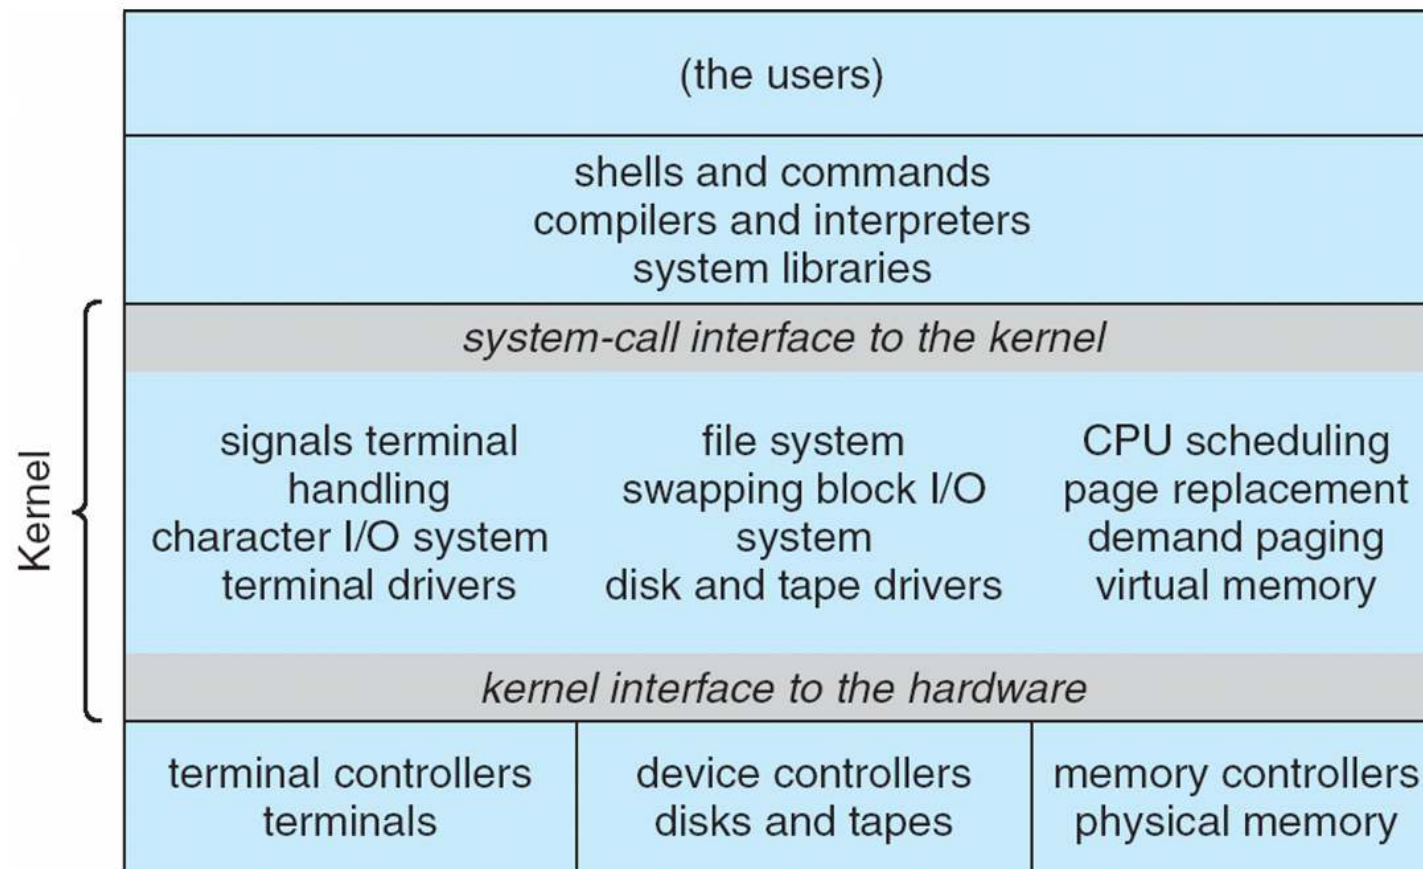 (the users)
shells and commands
compilers and interpreters
system libraries
Kernel
system-call interface to the kernel
signals terminal
handling
character I/O system
terminal drivers
file system
swapping block I/O
system
disk and tape drivers
CPU scheduling
page replacement
demand paging
virtual memory
kernel interface to the hardware
terminal controllers
terminals
device controllers
disks and tapes
memory controllers
physical memory